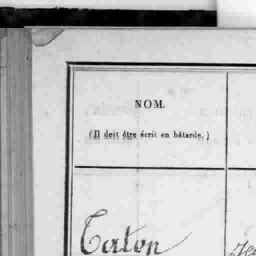 NOM.
(Il doit être écrit en bâtarde.)
Caton